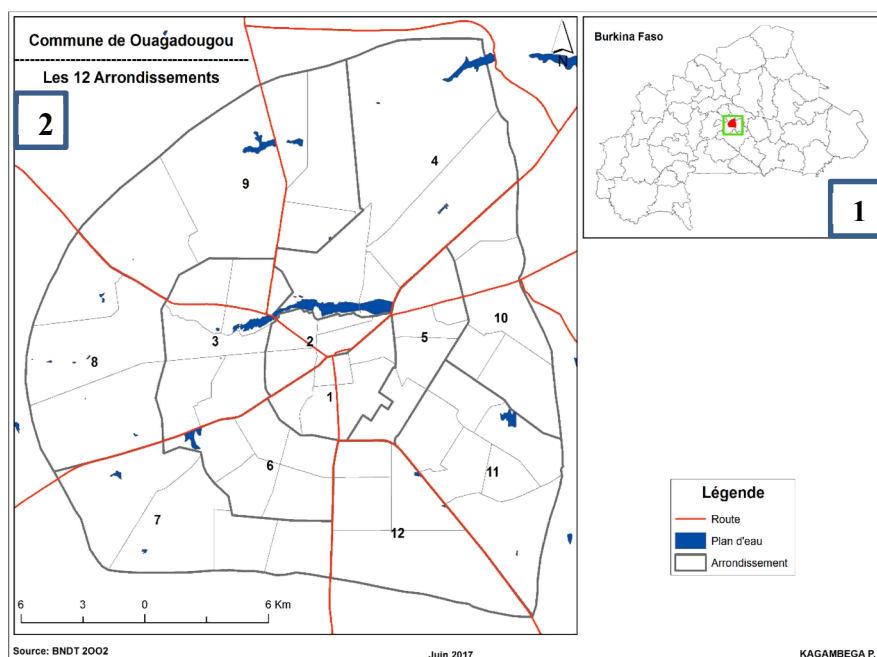 Commune de Ouagadougou
Les 12 Arrondissements
2
N
9
4
3
2
5
10
8
1
6
11
7
12
6 3 0 6 Km
Burkina Faso
1
Légende
Route
Plan d'eau
Arrondissement
Source: BNDT 2OO2
Juin 2017
KAGAMBEGA P.